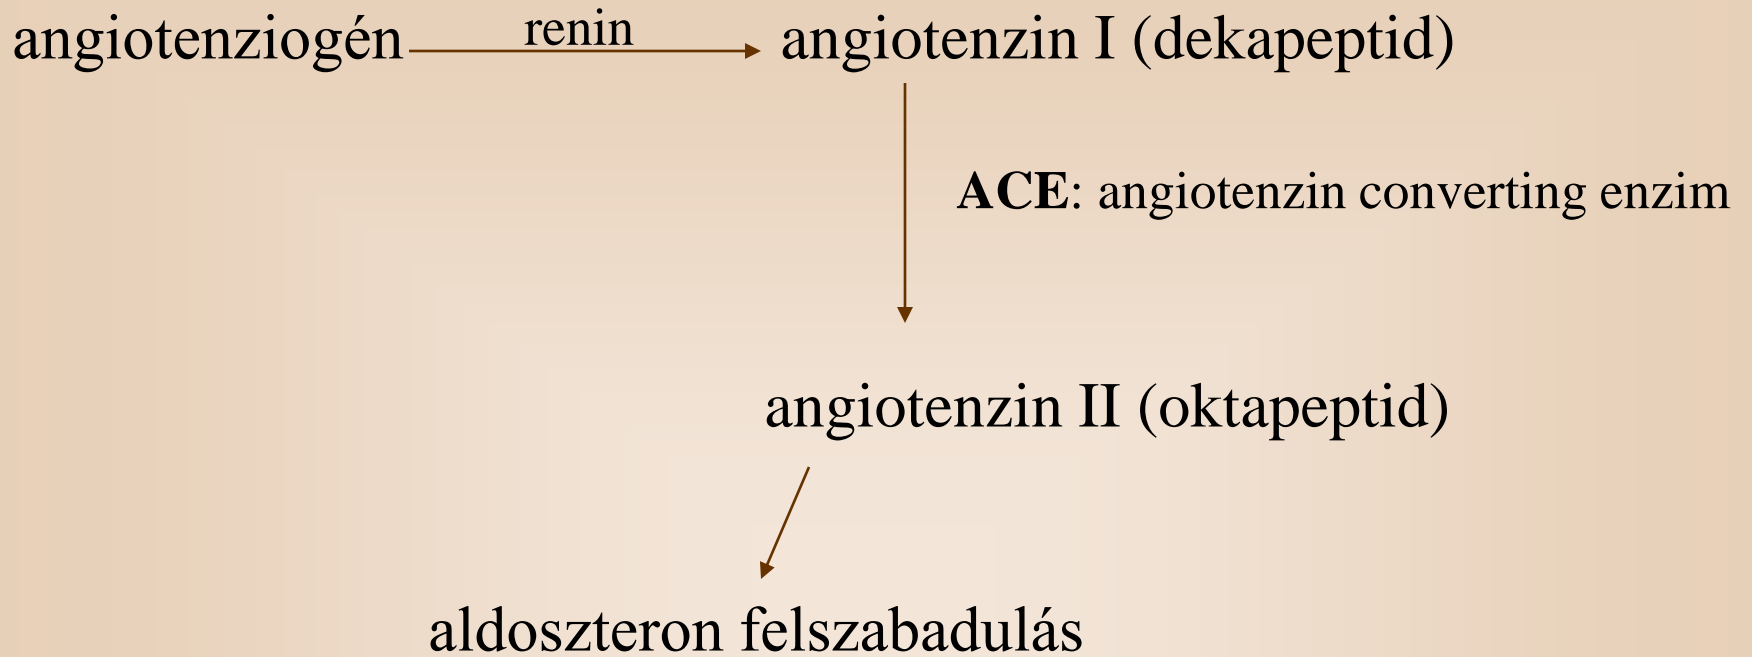 angiotenziogén renin angiotenzin I (dekapeptid)
ACE: angiotenzin converting enzim
angiotenzin II (oktapeptid)
aldoszteron felszabadulás